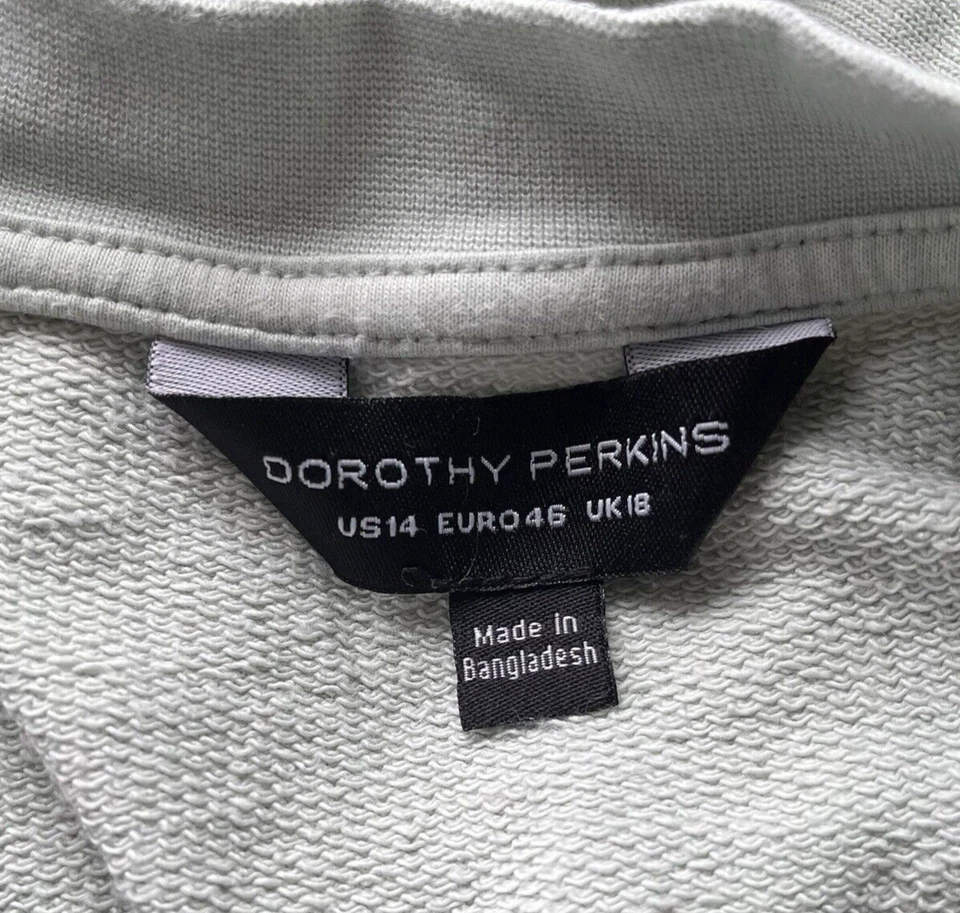 DOROTHY PERKINS
US14 EURO46 UK18
Made in
Bangladesh